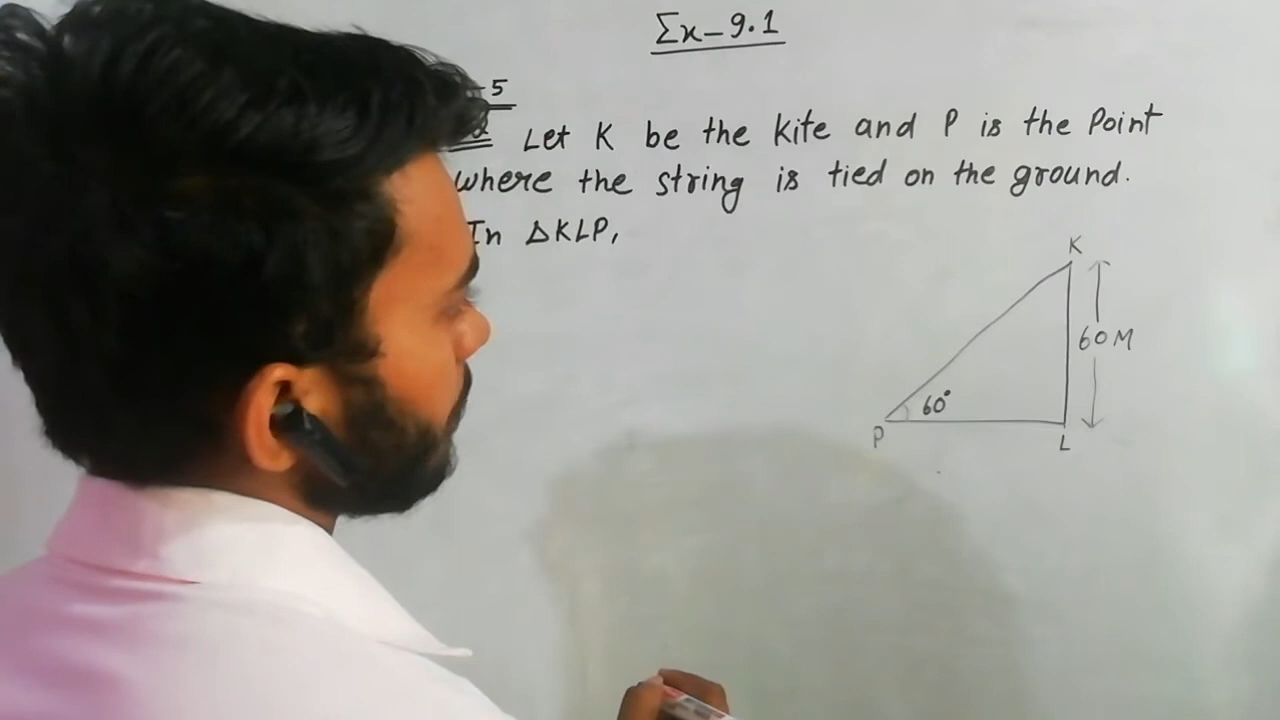 Ex-9.1
-5
Let K be the kite and P is the Point
where the string is tied on the ground.
In ΔKLP,
K
60M
60°
P
L